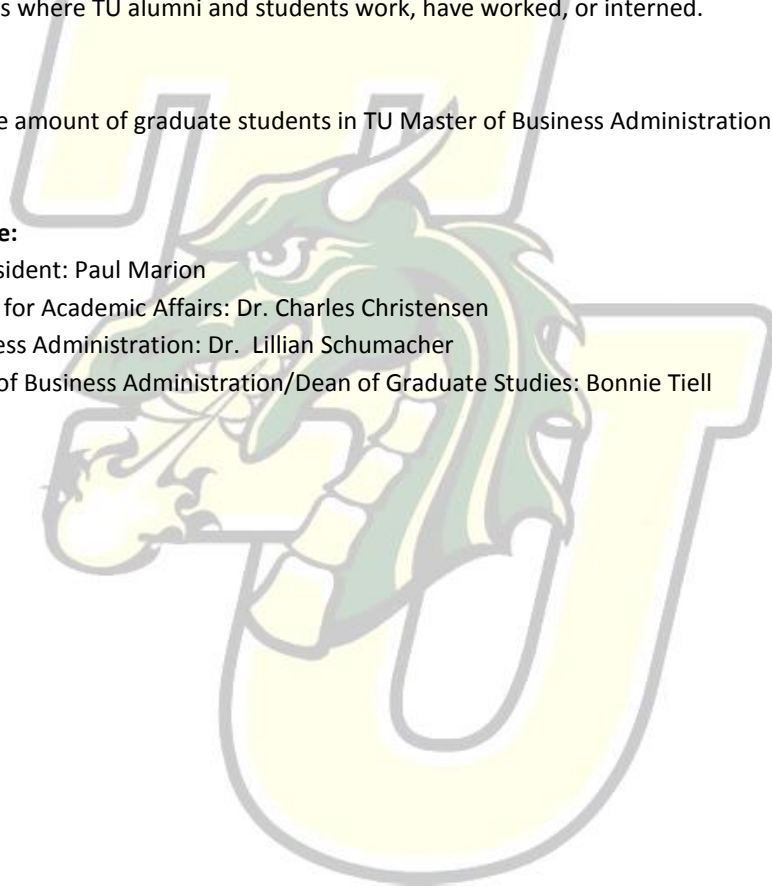 s where TU alumni and students work, have worked, or interned.
e amount of graduate students in TU Master of Business Administration
e:
sident: Paul Marion
for Academic Affairs: Dr. Charles Christensen
ess Administration: Dr. Lillian Schumacher
of Business Administration/Dean of Graduate Studies: Bonnie Tiell
TU